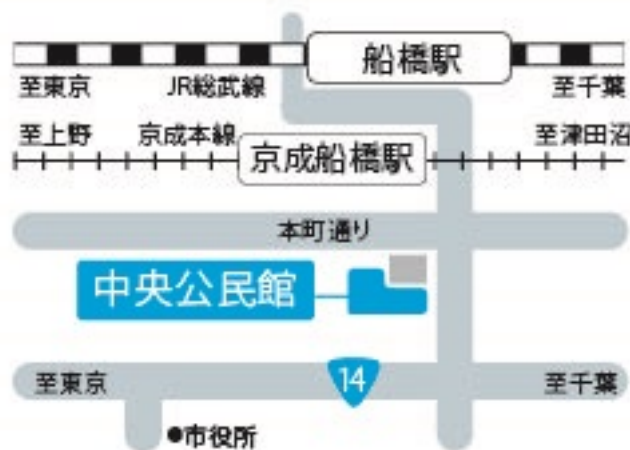 船橋駅
至東京 JR総武線 至千葉
至上野 京成本線 京成船橋駅 至津田沼
本町通り
中央公民館
至東京 14 至千葉
●市役所